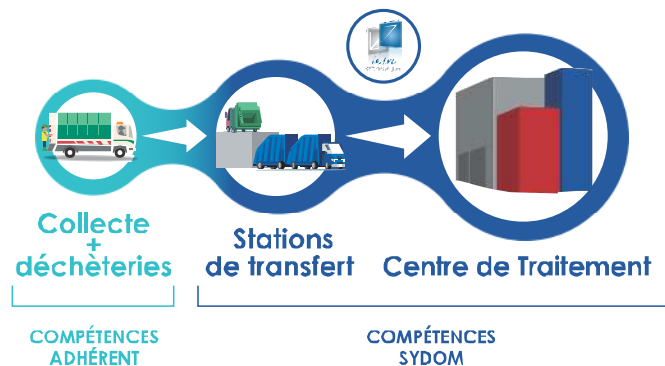 Collecte
+
déchèteries
Stations
de transfert
Centre de Traitement
COMPÉTENCES
ADHÉRENT
COMPÉTENCES
SYDOM